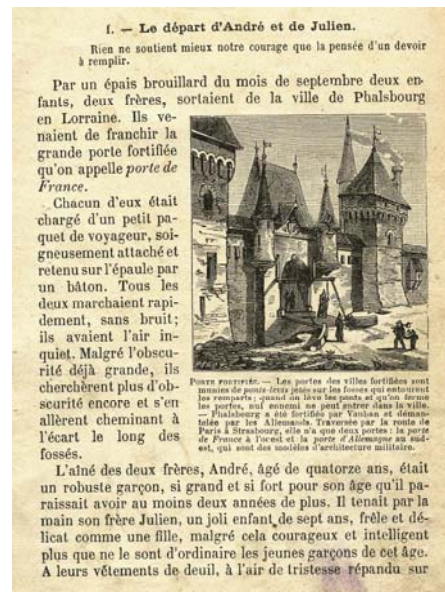 I. — Le départ d'André et de Julien.
Rien ne soutient mieux notre courage que la pensée d'un devoir
à remplir.
Par un épais brouillard du mois de septembre deux en-
fants, deux frères, sortaient de la ville de Phalsbourg
en Lorraine. Ils ve-
naient de franchir la
grande porte fortifiée
qu'on appelle porte de
France.
Chacun d'eux était
chargé d'un petit pa-
quet de voyageur, soi-
gneusement attaché et
retenu sur l'épaule par
un bâton. Tous les
deux marchaient rapi-
dement, sans bruit;
ils avaient l'air in-
quiet. Malgré l'obscu-
rité déjà grande, ils
cherchèrent plus d'ob-
scurité encore et s'en
allèrent cheminant à
l'écart le long des
fossés.
PORTE FORTIFIÉE. — Les portes des villes fortifiées sont
munies de ponts-levis jetés sur les fossés qui entourent
les remparts; quand on lève les ponts et qu'on ferme
les portes, nul ennemi ne peut entrer dans la ville.
— Phalsbourg a été fortifiée par Vauban et déman-
telée par les Allemands. Traversée par la route de
Paris à Strasbourg, elle n'a que deux portes: la porte
de France à l'ouest et la porte d'Allemagne au sud-
est, qui sont des modèles d'architecture militaire.
L'aîné des deux frères, André, âgé de quatorze ans, était
un robuste garçon, si grand et si fort pour son âge qu'il pa-
raissait avoir au moins deux années de plus. Il tenait par la
main son frère Julien, un joli enfant de sept ans, frêle et dé-
licat comme une fille, malgré cela courageux et intelligent
plus que ne le sont d'ordinaire les jeunes garçons de cet âge.
A leurs vêtements de deuil, à l'air de tristesse répandu sur